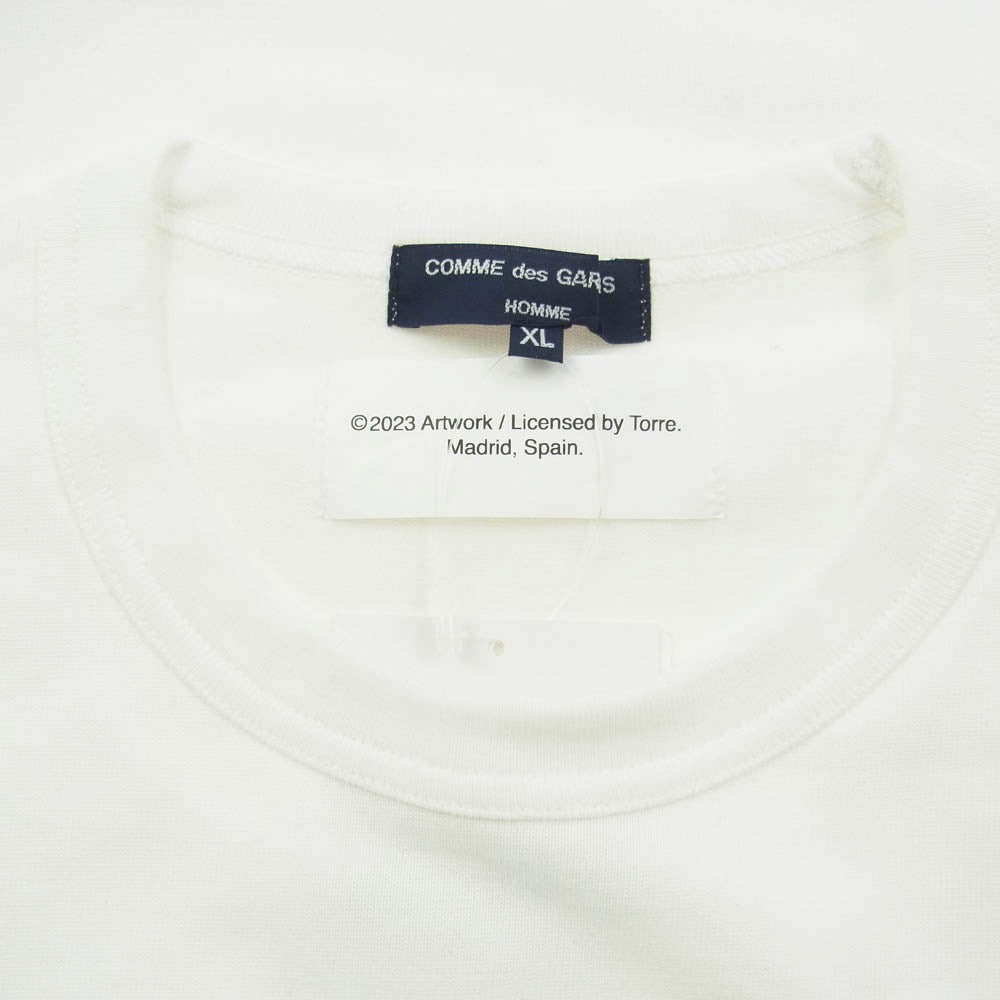 COMME des GARS
HOMME
XL
©2023 Artwork / Licensed by Torre.
Madrid, Spain.